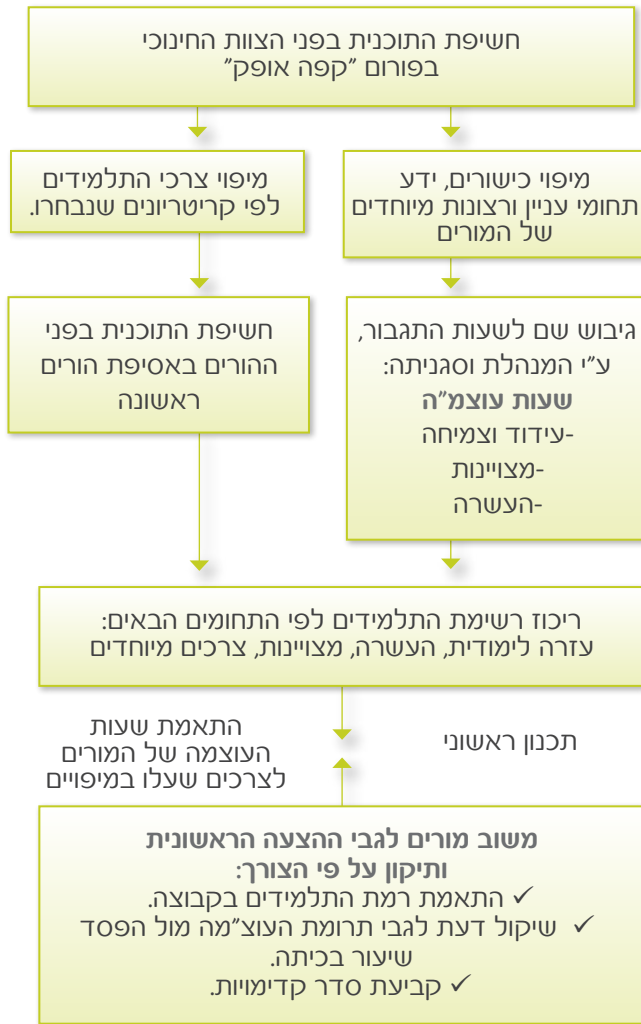 חשיפת התוכנית בפני הצוות החינוכי
בפורום "קפה אופק"
מיפוי כישורים, ידע
תחומי עניין ורצונות מיוחדים
של המורים
מיפוי צרכי התלמידים
לפי קריטריונים שנבחרו.
גיבוש שם לשעות התגבור,
ע"י המנהלת וסגניתה:
שעות עוצמ"ה
-עידוד וצמיחה
-מצויינות
-העשרה
חשיפת התוכנית בפני
ההורים באסיפת הורים
ראשונה
ריכוז רשימת התלמידים לפי התחומים הבאים:
עזרה לימודית, העשרה, מצויינות, צרכים מיוחדים
תכנון ראשוני
התאמת שעות
העוצמה של המורים
לצרכים שעלו במיפויים
משוב מורים לגבי ההצעה הראשונית
ותיקון על פי הצורך:
✓ התאמת רמת התלמידים בקבוצה.
✓ שיקול דעת לגבי תרומת העוצ"מה מול הפסד
שיעור בכיתה.
✓ קביעת סדר קדימויות.